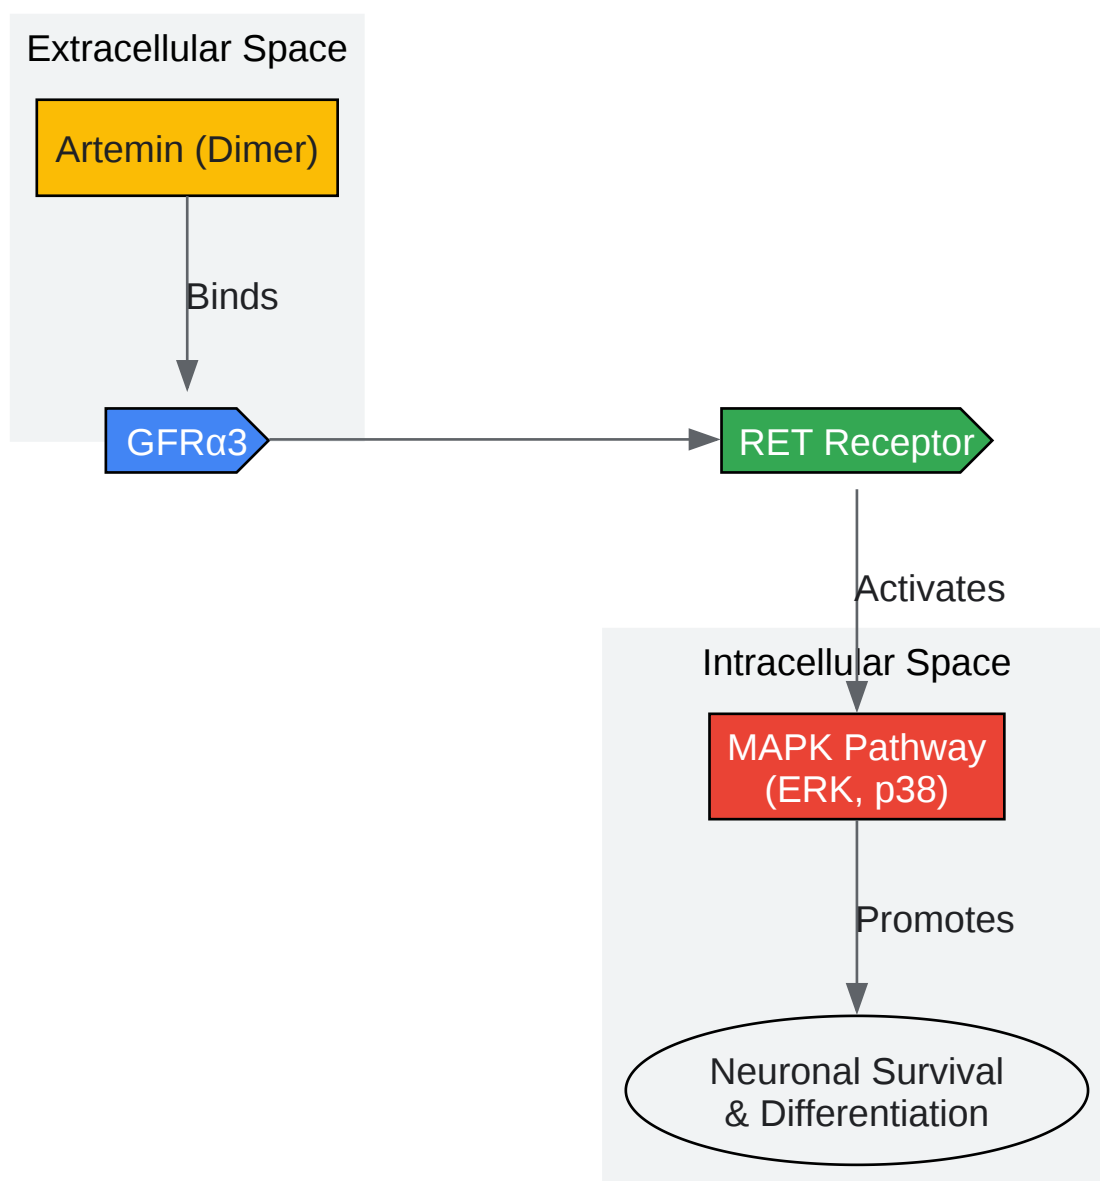 Extracellular Space
Artemin (Dimer)
Binds
GFRα3
RET Receptor
Activates
Intracellular Space
MAPK Pathway
(ERK, p38)
Promotes
Neuronal Survival
& Differentiation